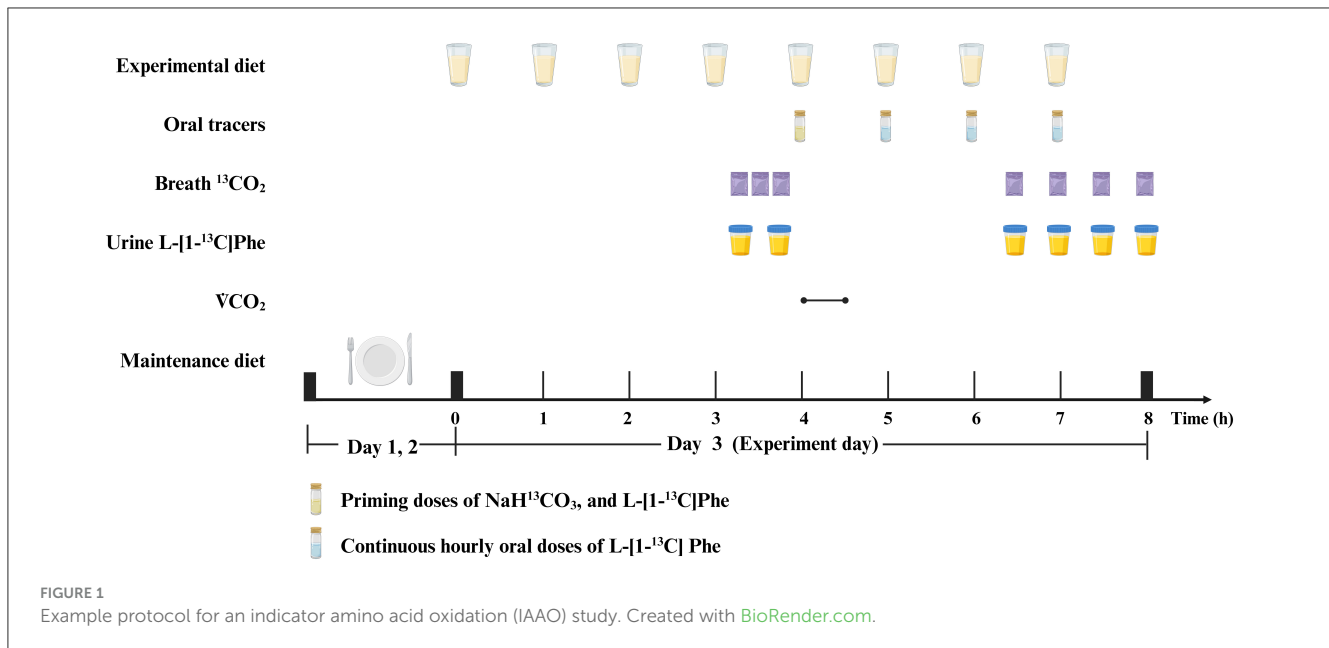 Experimental diet
Oral tracers
Breath ¹³CO₂
Urine L-[1-¹³C]Phe
V̇CO₂
Maintenance diet
0 1 2 3 4 5 6 7 8 Time (h)
Day 1, 2 Day 3 (Experiment day)
Priming doses of NaH¹³CO₃, and L-[1-¹³C]Phe
Continuous hourly oral doses of L-[1-¹³C] Phe
FIGURE 1
Example protocol for an indicator amino acid oxidation (IAAO) study. Created with BioRender.com.